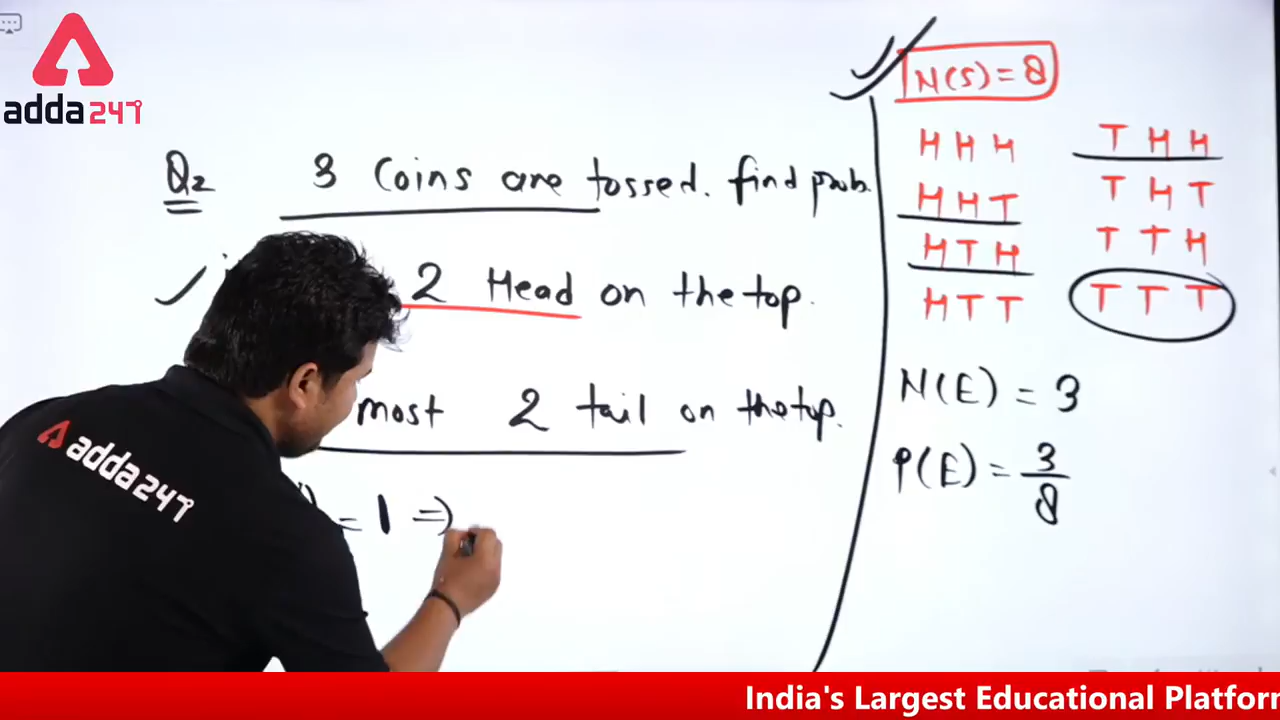 adda247
Q2 3 Coins are tossed. find prob.
2 Head on the top.
most 2 tail on the top.
= 1 ⇒
N(S) = 8
H H H T H H
H H T T H T
H T H T T H
H T T T T T
N(E) = 3
P(E) = 3/8
adda247
India's Largest Educational Platfor